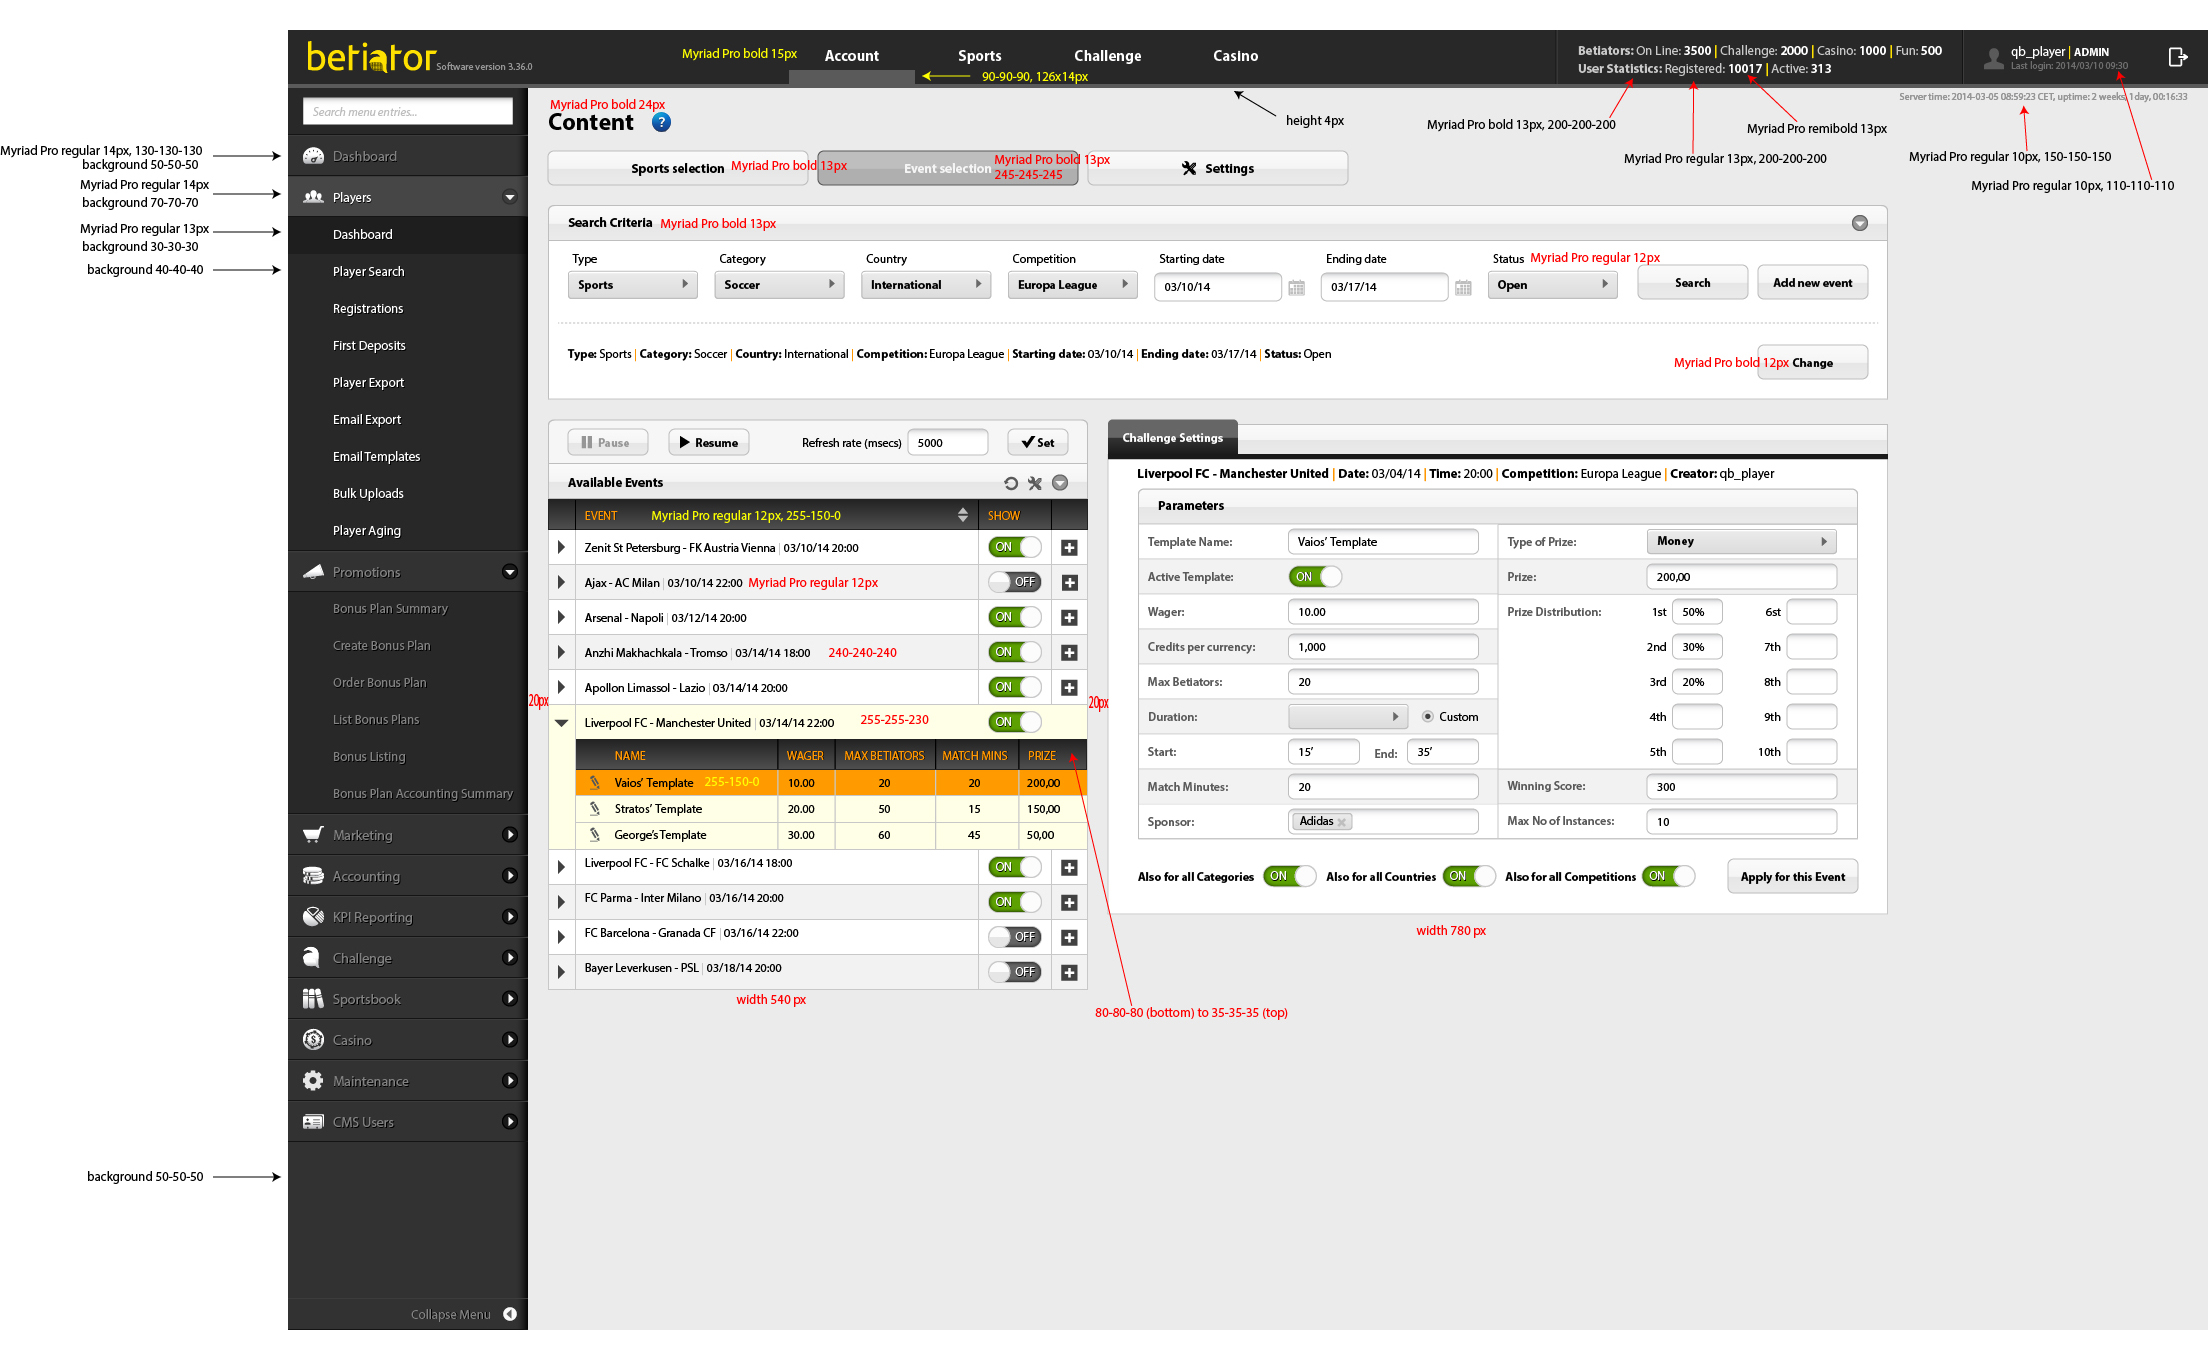 betiator Software version 3.36.0
Myriad Pro bold 15px
Account Sports Challenge Casino
90-90-90, 126x14px
Betiators: On Line: 3500 | Challenge: 2000 | Casino: 1000 | Fun: 500
User Statistics: Registered: 10017 | Active: 313
qb_player | ADMIN
Last login: 2014/03/10 09:30
Server time: 2014-03-05 08:59:23 CET, uptime: 2 weeks, 1day, 00:16:33
height 4px
Myriad Pro bold 13px, 200-200-200
Myriad Pro remibold 13px
Myriad Pro regular 13px, 200-200-200
Myriad Pro regular 10px, 150-150-150
Myriad Pro regular 10px, 110-110-110
Myriad Pro regular 14px, 130-130-130
background 50-50-50
Myriad Pro regular 14px
background 70-70-70
Myriad Pro regular 13px
background 30-30-30
background 40-40-40
background 50-50-50
Search menu entries...
Dashboard
Players
Dashboard
Player Search
Registrations
First Deposits
Player Export
Email Export
Email Templates
Bulk Uploads
Player Aging
Promotions
Bonus Plan Summary
Create Bonus Plan
Order Bonus Plan
List Bonus Plans
Bonus Listing
Bonus Plan Accounting Summary
Marketing
Accounting
KPI Reporting
Challenge
Sportsbook
Casino
Maintenance
CMS Users
Collapse Menu
Myriad Pro bold 24px
Content ?
Sports selection Myriad Pro bold 13px
Event selection Myriad Pro bold 13px
245-245-245
Settings
Search Criteria Myriad Pro bold 13px
Type Category Country Competition Starting date Ending date Status Myriad Pro regular 12px
Sports Soccer International Europa League 03/10/14 03/17/14 Open Search Add new event
Type: Sports | Category: Soccer | Country: International | Competition: Europa League | Starting date: 03/10/14 | Ending date: 03/17/14 | Status: Open
Myriad Pro bold 12px Change
Pause Resume Refresh rate (msecs) 5000 Set
Available Events
EVENT Myriad Pro regular 12px, 255-150-0 SHOW
Zenit St Petersburg - FK Austria Vienna | 03/10/14 20:00 ON
Ajax - AC Milan | 03/10/14 22:00 Myriad Pro regular 12px OFF
Arsenal - Napoli | 03/12/14 20:00 ON
Anzhi Makhachkala - Tromso | 03/14/14 18:00 240-240-240 ON
Apollon Limassol - Lazio | 03/14/14 20:00 ON
20px
20px
Liverpool FC - Manchester United | 03/14/14 22:00 255-255-230 ON
NAME WAGER MAX BETIATORS MATCH MINS PRIZE
Vaios' Template 255-150-0 10.00 20 20 200,00
Stratos' Template 20.00 50 15 150,00
George's Template 30.00 60 45 50,00
Liverpool FC - FC Schalke | 03/16/14 18:00 ON
FC Parma - Inter Milano | 03/16/14 20:00 ON
FC Barcelona - Granada CF | 03/16/14 22:00 OFF
Bayer Leverkusen - PSL | 03/18/14 20:00 OFF
width 540 px
80-80-80 (bottom) to 35-35-35 (top)
Challenge Settings
Liverpool FC - Manchester United | Date: 03/04/14 | Time: 20:00 | Competition: Europa League | Creator: qb_player
Parameters
Template Name: Vaios' Template Type of Prize: Money
Active Template: ON Prize: 200,00
Wager: 10.00 Prize Distribution: 1st 50% 6st
Credits per currency: 1,000 2nd 30% 7th
Max Betiators: 20 3rd 20% 8th
Duration: Custom 4th 9th
Start: 15' End: 35' 5th 10th
Match Minutes: 20 Winning Score: 300
Sponsor: Adidas Max No of Instances: 10
Also for all Categories ON Also for all Countries ON Also for all Competitions ON Apply for this Event
width 780 px